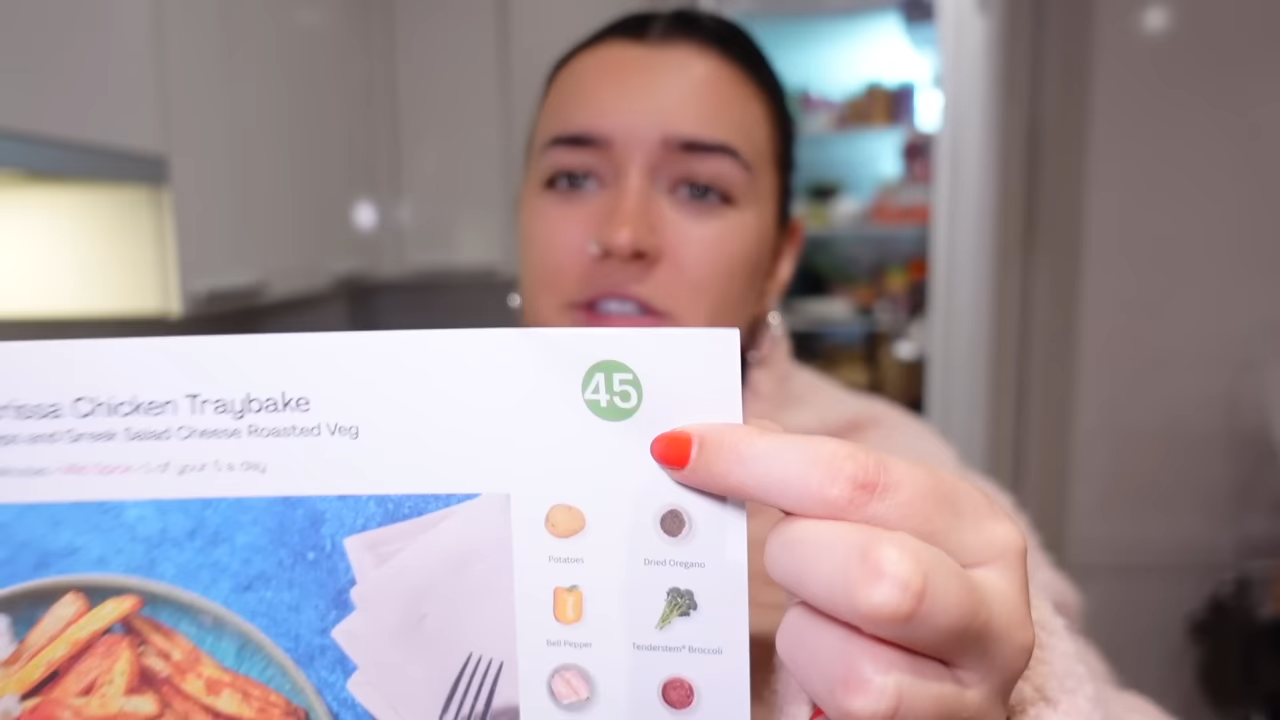 45
rissa Chicken Traybake
and Greek Salad Cheese Roasted Veg
of your 5 a day
Potatoes
Dried Oregano
Bell Pepper
Tenderstem® Broccoli